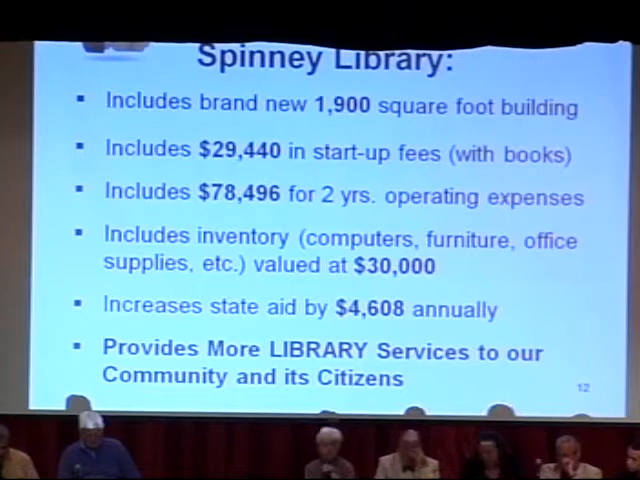 Spinney Library:
▪ Includes brand new 1,900 square foot building
▪ Includes $29,440 in start-up fees (with books)
▪ Includes $78,496 for 2 yrs. operating expenses
▪ Includes inventory (computers, furniture, office
supplies, etc.) valued at $30,000
▪ Increases state aid by $4,608 annually
▪ Provides More LIBRARY Services to our
Community and its Citizens
12